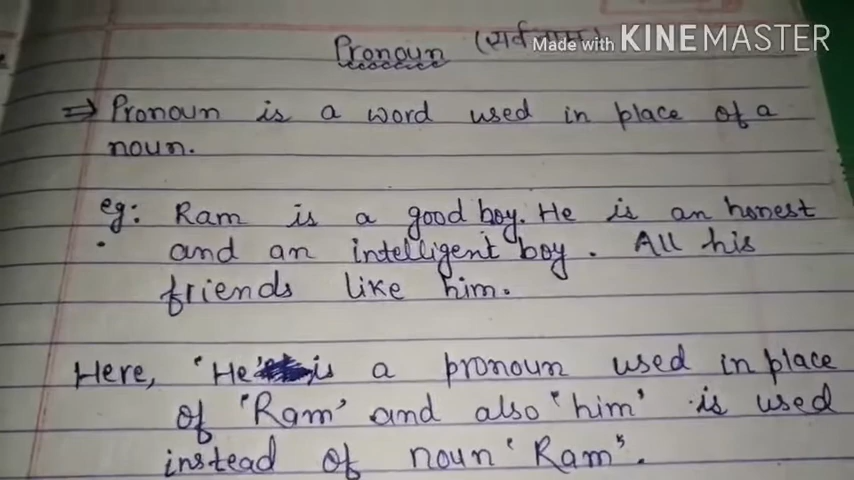 Pronoun (सर्वनाम)
Made with KINEMASTER
⇒ Pronoun is a word used in place of a
noun.
eg: Ram is a good boy. He is an honest
and an intelligent boy. All his
friends like him.
Here, 'He' is a pronoun used in place
of 'Ram' and also 'him' is used
instead of noun 'Ram'.